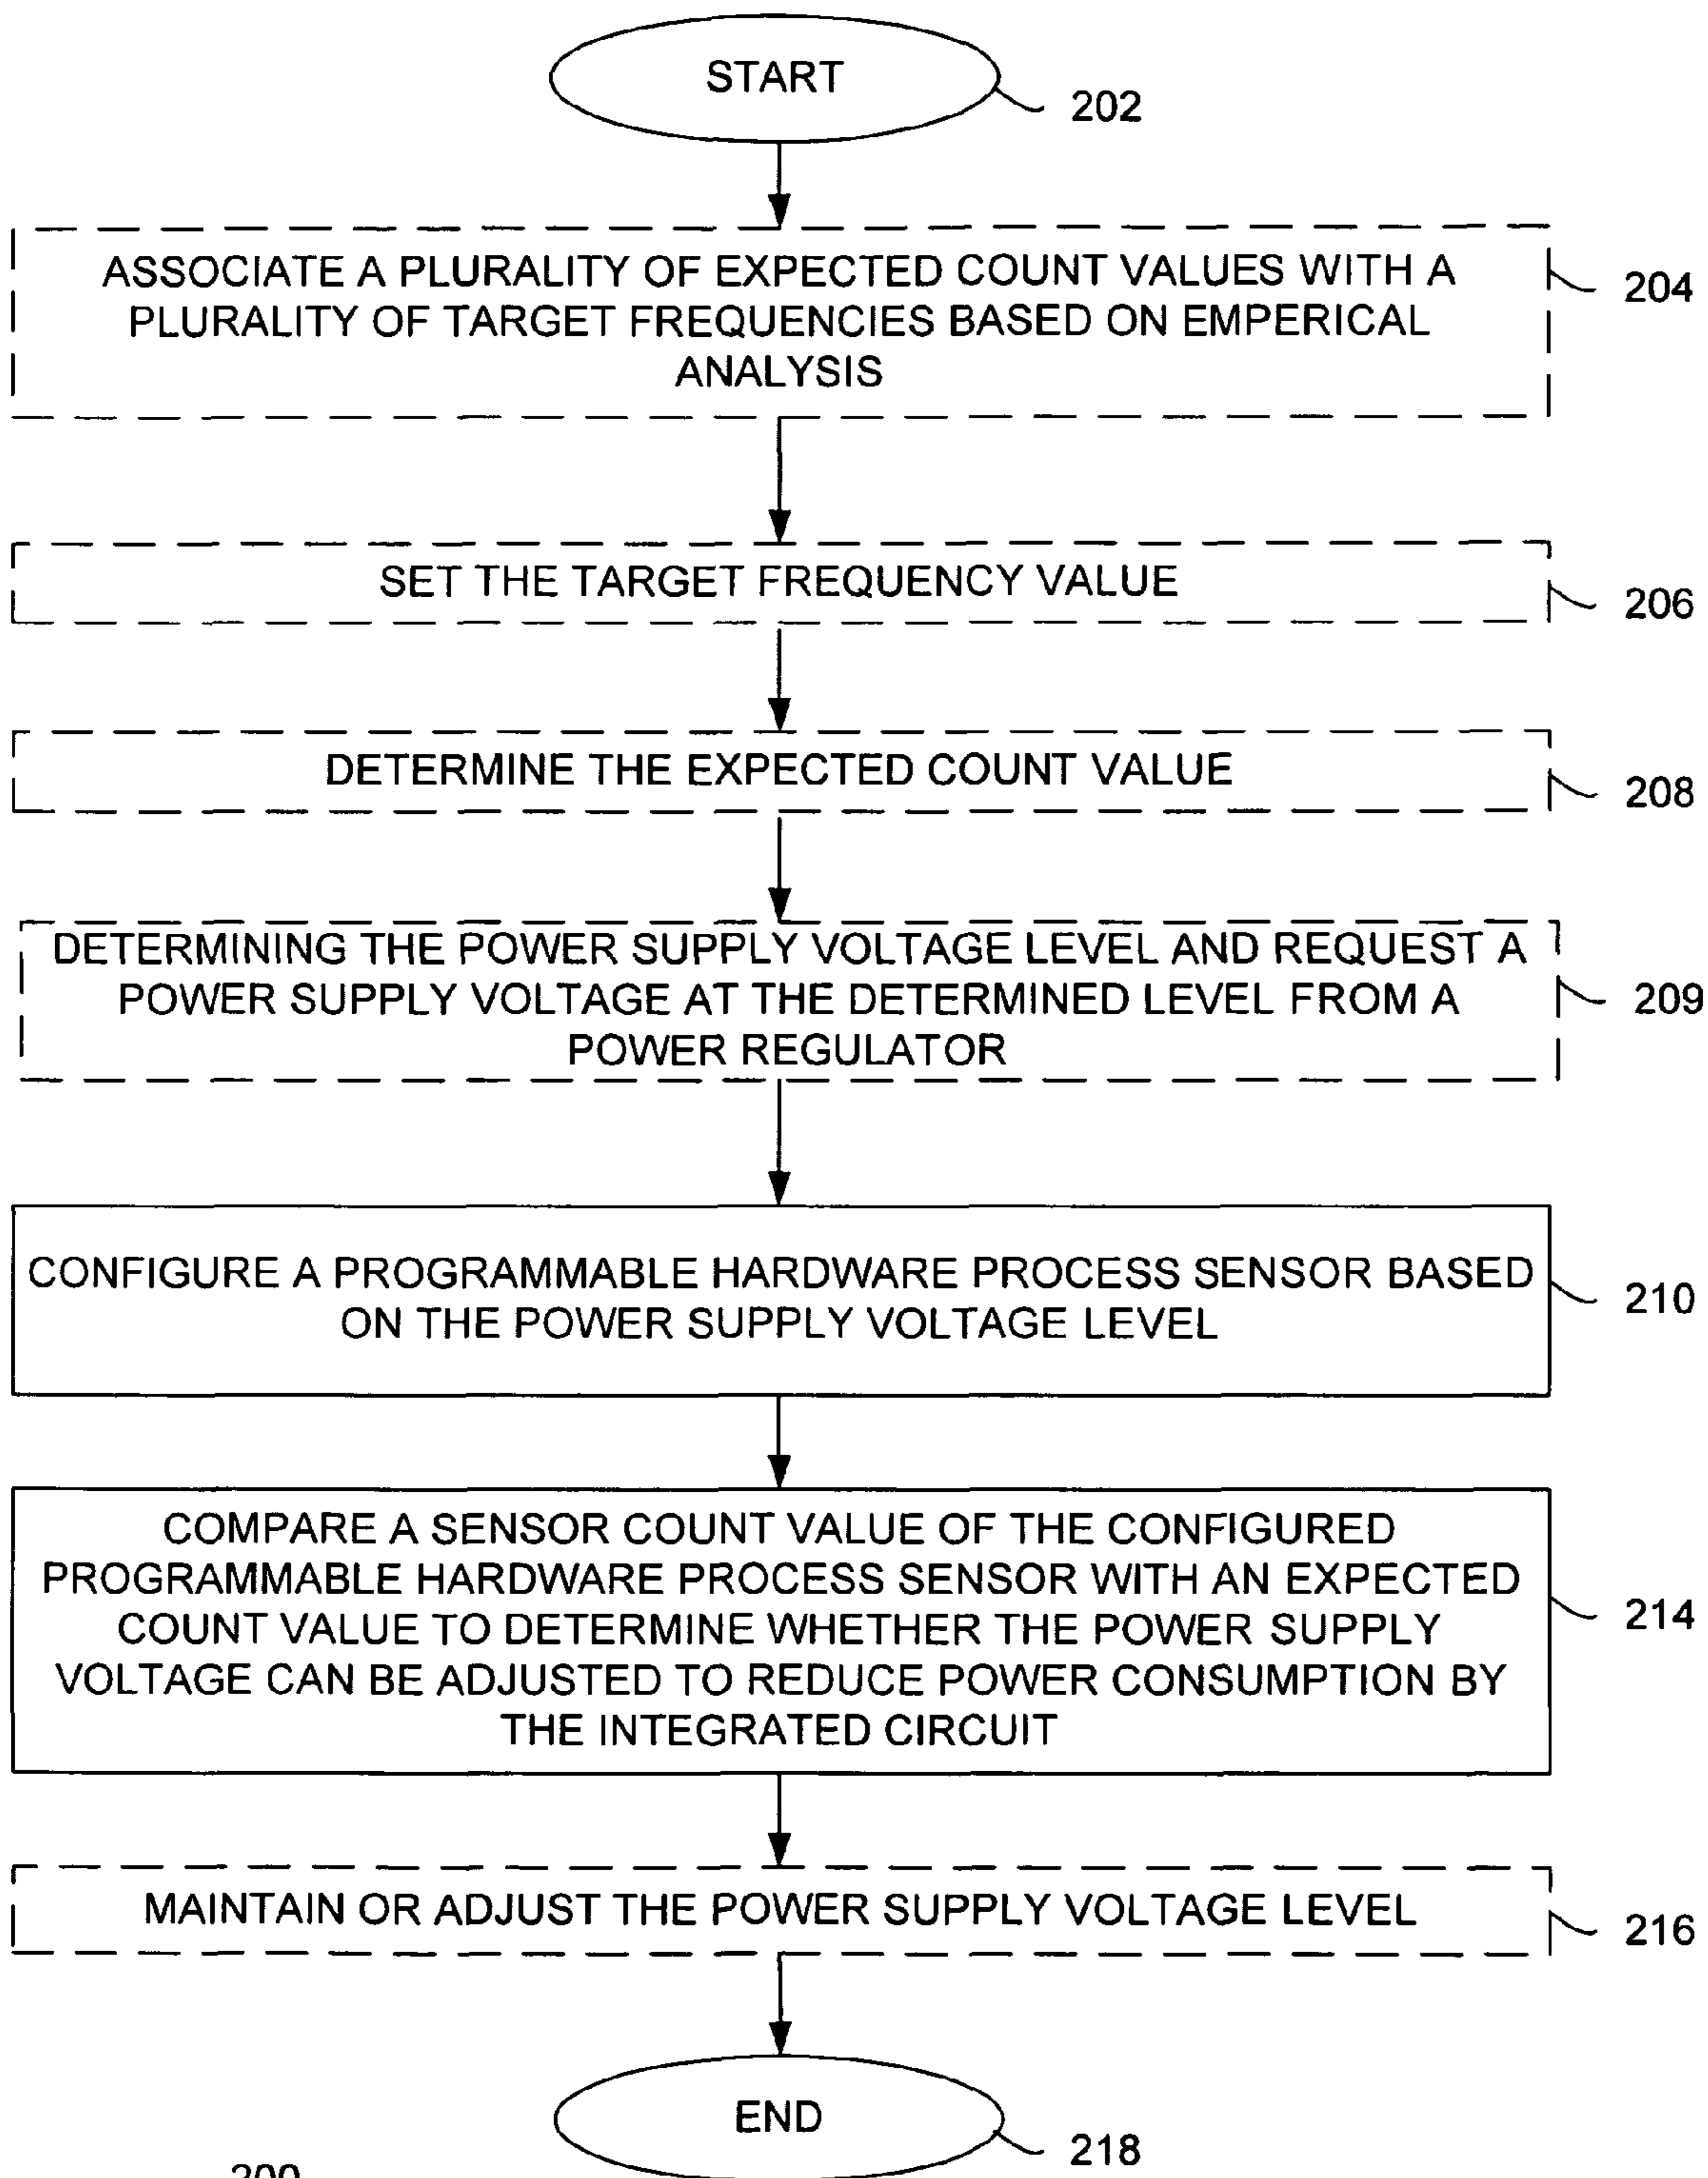 START
202
ASSOCIATE A PLURALITY OF EXPECTED COUNT VALUES WITH A
PLURALITY OF TARGET FREQUENCIES BASED ON EMPERICAL
ANALYSIS
204
SET THE TARGET FREQUENCY VALUE
206
DETERMINE THE EXPECTED COUNT VALUE
208
DETERMINING THE POWER SUPPLY VOLTAGE LEVEL AND REQUEST A
POWER SUPPLY VOLTAGE AT THE DETERMINED LEVEL FROM A
POWER REGULATOR
209
CONFIGURE A PROGRAMMABLE HARDWARE PROCESS SENSOR BASED
ON THE POWER SUPPLY VOLTAGE LEVEL
210
COMPARE A SENSOR COUNT VALUE OF THE CONFIGURED
PROGRAMMABLE HARDWARE PROCESS SENSOR WITH AN EXPECTED
COUNT VALUE TO DETERMINE WHETHER THE POWER SUPPLY
VOLTAGE CAN BE ADJUSTED TO REDUCE POWER CONSUMPTION BY
THE INTEGRATED CIRCUIT
214
MAINTAIN OR ADJUST THE POWER SUPPLY VOLTAGE LEVEL
216
END
218
200